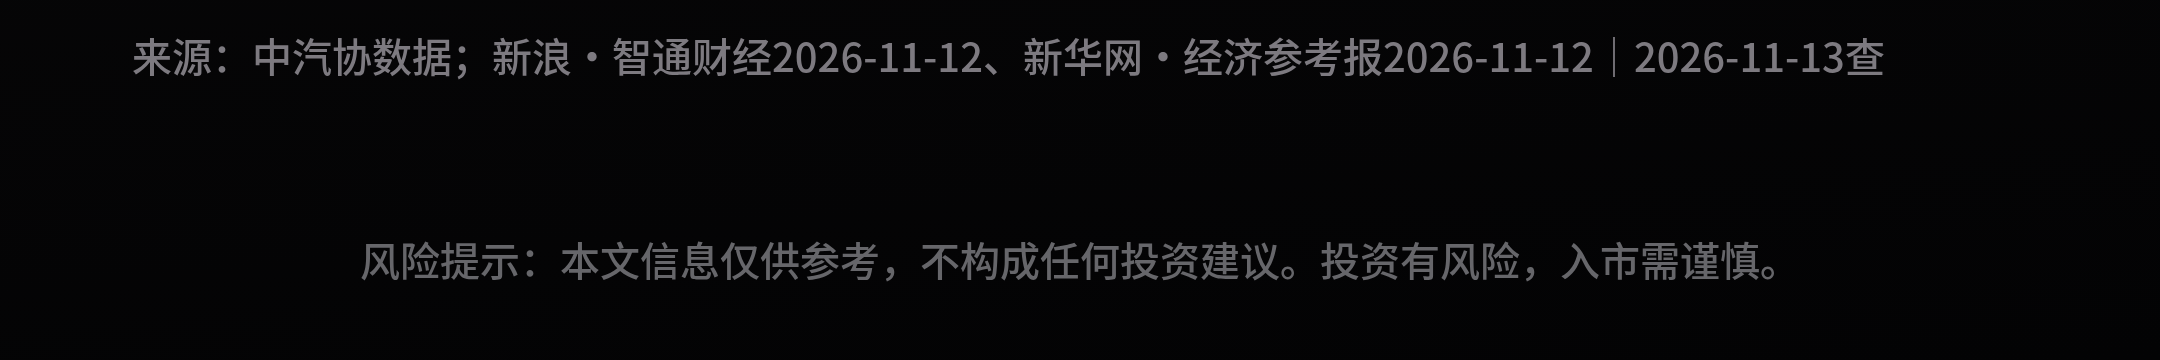 来源：中汽协数据；新浪·智通财经2026-11-12、新华网·经济参考报2026-11-12｜2026-11-13查
风险提示：本文信息仅供参考，不构成任何投资建议。投资有风险，入市需谨慎。